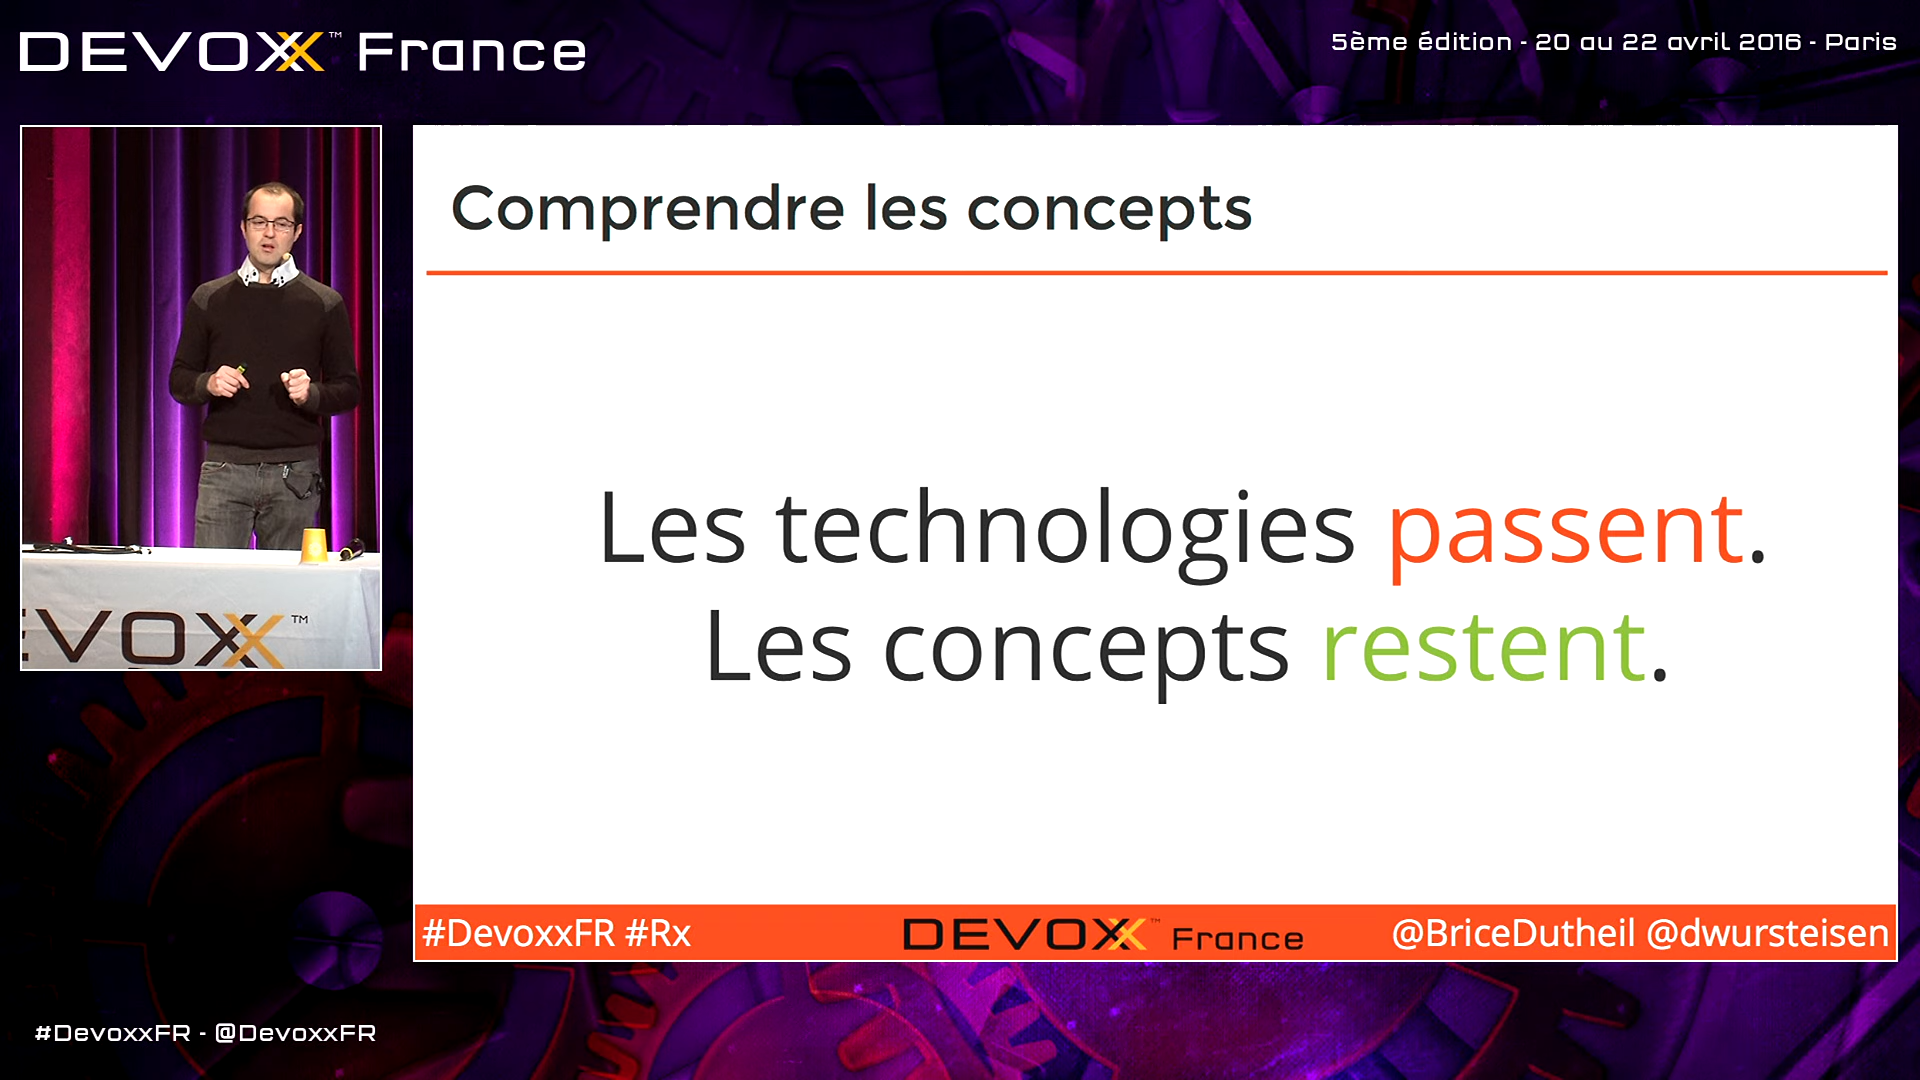 DEVOXX™ France
5ème édition - 20 au 22 avril 2016 - Paris
Comprendre les concepts
Les technologies passent.
Les concepts restent.
EVOXX™
#DevoxxFR #Rx
DEVOXX™ France
@BriceDutheil @dwursteisen
#DevoxxFR - @DevoxxFR